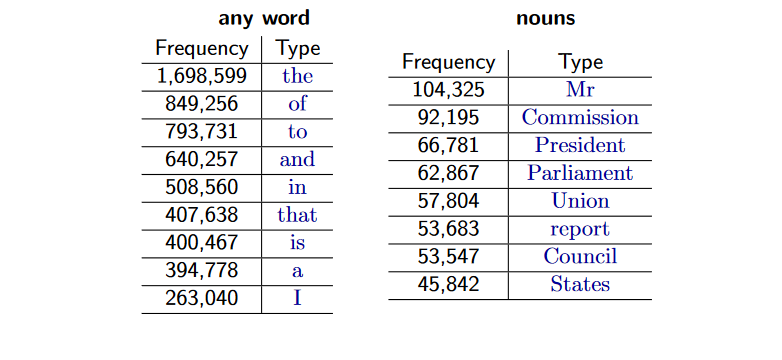 any word
Frequency Type
1,698,599 the
849,256 of
793,731 to
640,257 and
508,560 in
407,638 that
400,467 is
394,778 a
263,040 I
nouns
Frequency Type
104,325 Mr
92,195 Commission
66,781 President
62,867 Parliament
57,804 Union
53,683 report
53,547 Council
45,842 States